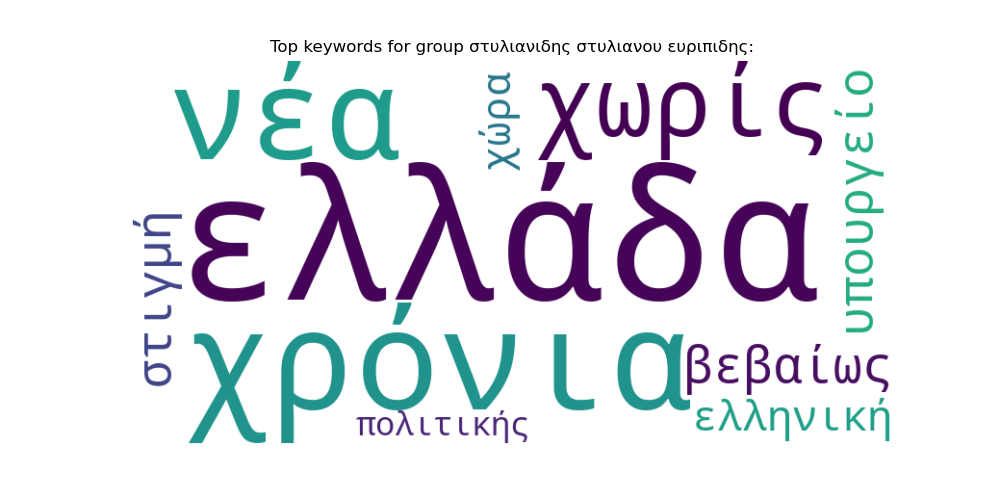 Top keywords for group στυλιανιδης στυλιανου ευριπιδης:
νέα
χώρα
χωρίς
υπουργείο
στιγμή
ελλάδα
χρόνια
βεβαίως
πολιτικής
ελληνική